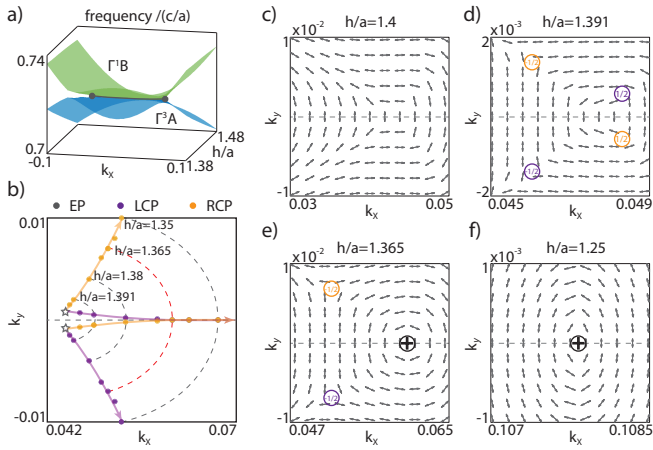 a)
frequency /(c/a)
0.74
Γ¹B
Γ³A
0.7
-0.1
kx
0.1
1.38
1.48
h/a
b)
EP
LCP
RCP
0.01
h/a=1.35
h/a=1.365
h/a=1.38
h/a=1.391
ky
-0.01
0.042
kx
0.07
c)
h/a=1.4
1
x10⁻²
ky
-1
0.03
kx
0.05
d)
h/a=1.391
2
x10⁻³
-1/2
1/2
1/2
-1/2
ky
-2
0.045
kx
0.049
e)
h/a=1.365
1
x10⁻²
-1/2
+
-1/2
ky
-1
0.047
kx
0.065
f)
h/a=1.25
1
x10⁻³
+
ky
-1
0.107
kx
0.1085